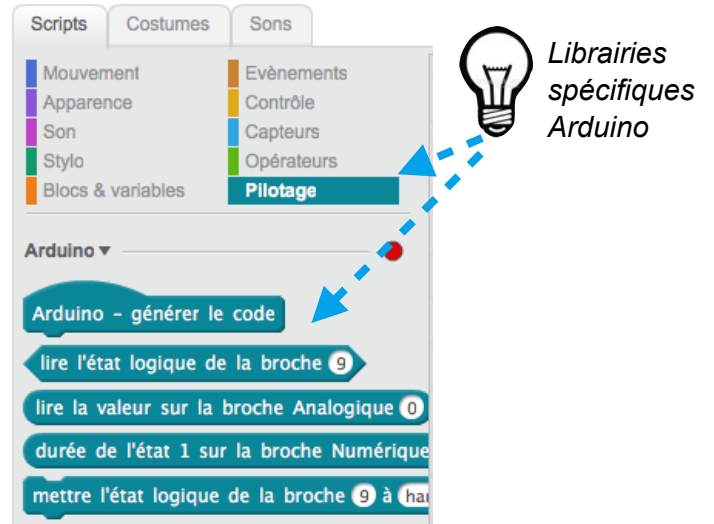 Scripts Costumes Sons
Librairies
spécifiques
Arduino
Mouvement Evènements
Apparence Contrôle
Son Capteurs
Stylo Opérateurs
Blocs & variables Pilotage
Arduino
Arduino – générer le code
lire l'état logique de la broche 9
lire la valeur sur la broche Analogique 0
durée de l'état 1 sur la broche Numérique
mettre l'état logique de la broche 9 à